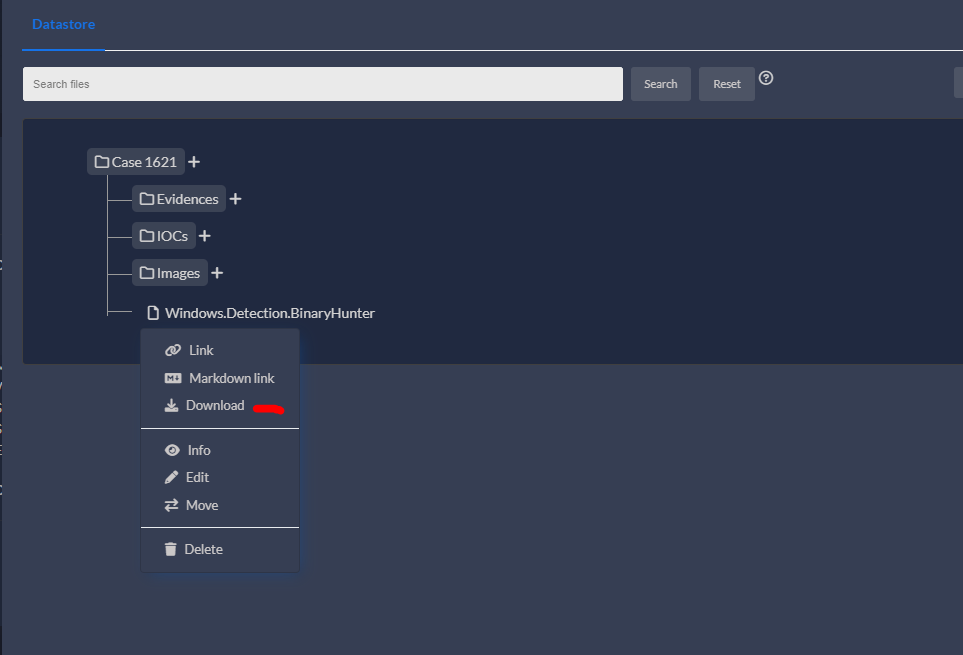 Datastore
Search files
Search
Reset
Case 1621
Evidences
IOCs
Images
Windows.Detection.BinaryHunter
Link
Markdown link
Download
Info
Edit
Move
Delete